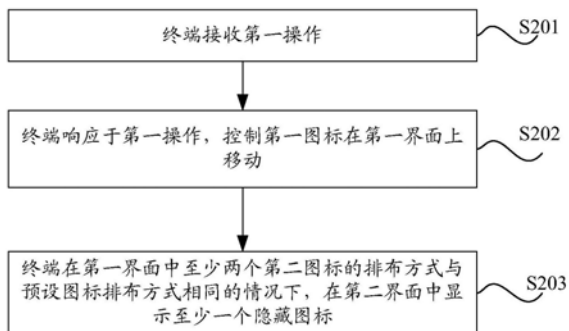 终端接收第一操作
S201
终端响应于第一操作，控制第一图标在第一界面上
移动
S202
终端在第一界面中至少两个第二图标的排布方式与
预设图标排布方式相同的情况下，在第二界面中显
示至少一个隐藏图标
S203